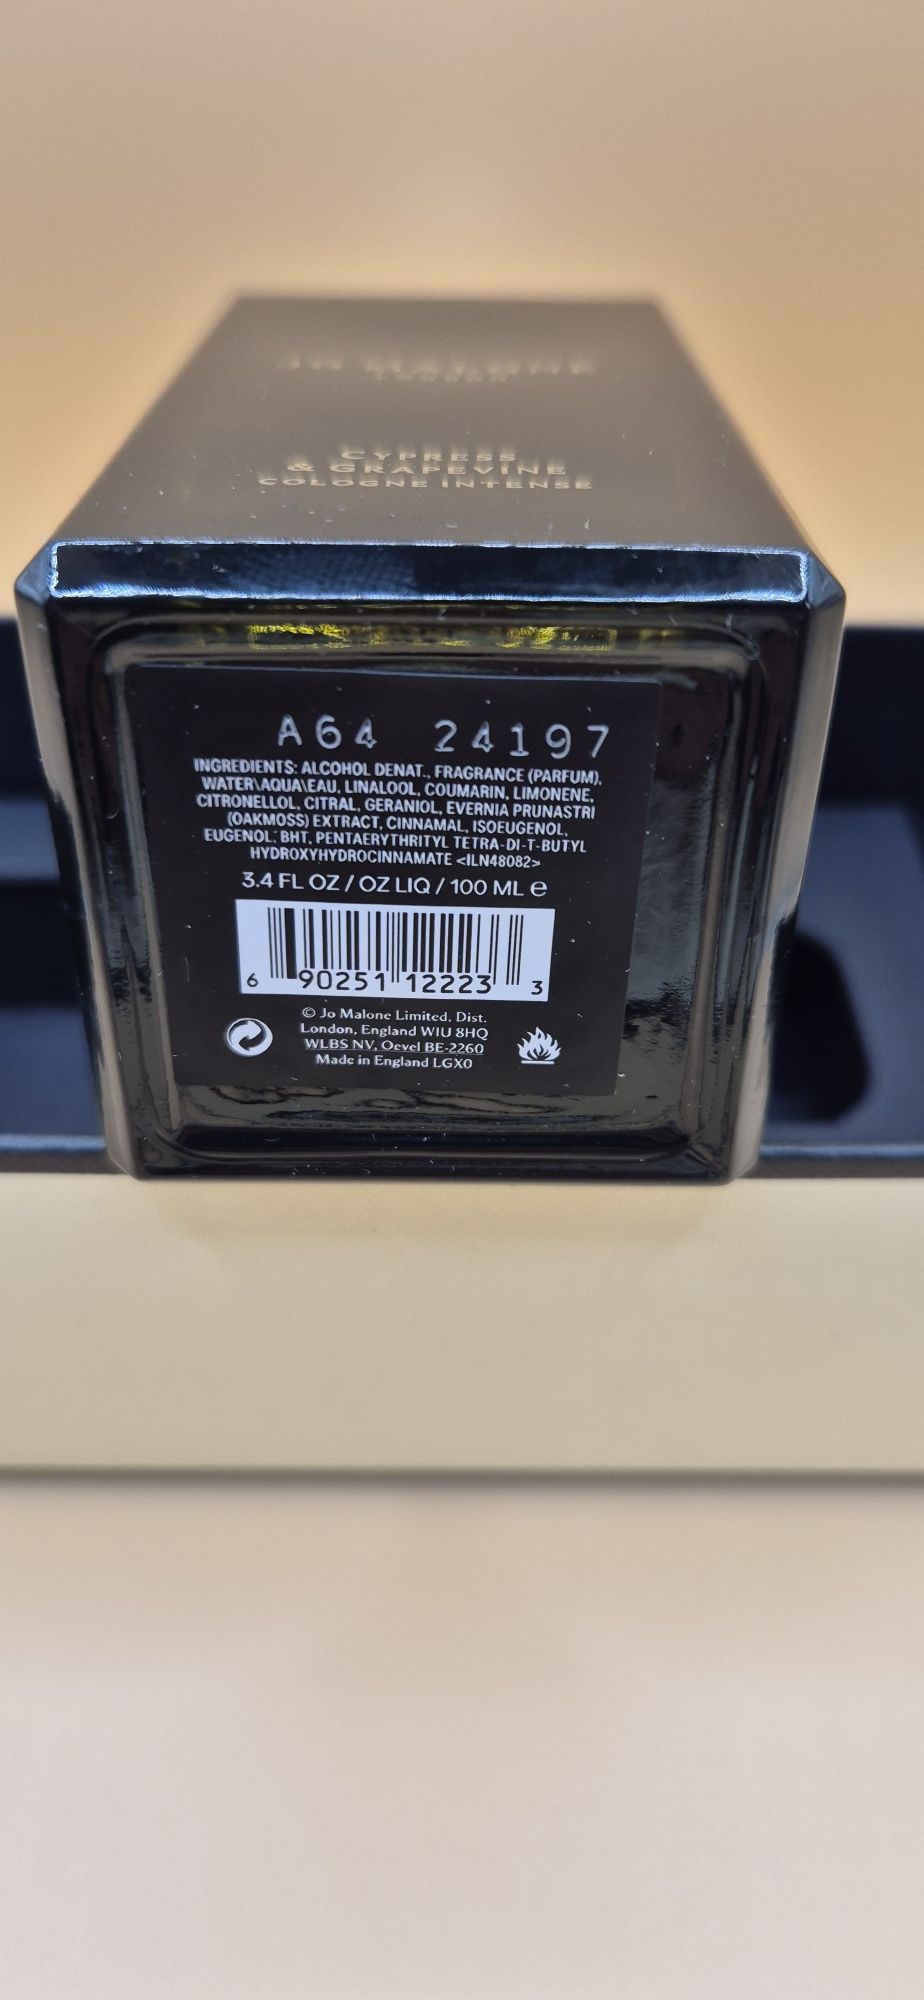 JO MALONE
LONDON
CYPRESS
& GRAPEVINE
COLOGNE INTENSE
A64 24197
INGREDIENTS: ALCOHOL DENAT., FRAGRANCE (PARFUM),
WATER\AQUA\EAU, LINALOOL, COUMARIN, LIMONENE,
CITRONELLOL, CITRAL, GERANIOL, EVERNIA PRUNASTRI
(OAKMOSS) EXTRACT, CINNAMAL, ISOEUGENOL,
EUGENOL, BHT, PENTAERYTHRITYL TETRA-DI-T-BUTYL
HYDROXYHYDROCINNAMATE <ILN48082>
3.4 FL OZ / OZ LIQ / 100 ML e
6 90251 12223 3
© Jo Malone Limited, Dist.
London, England W1U 8HQ
WLBS NV, Oevel BE-2260
Made in England LGX0